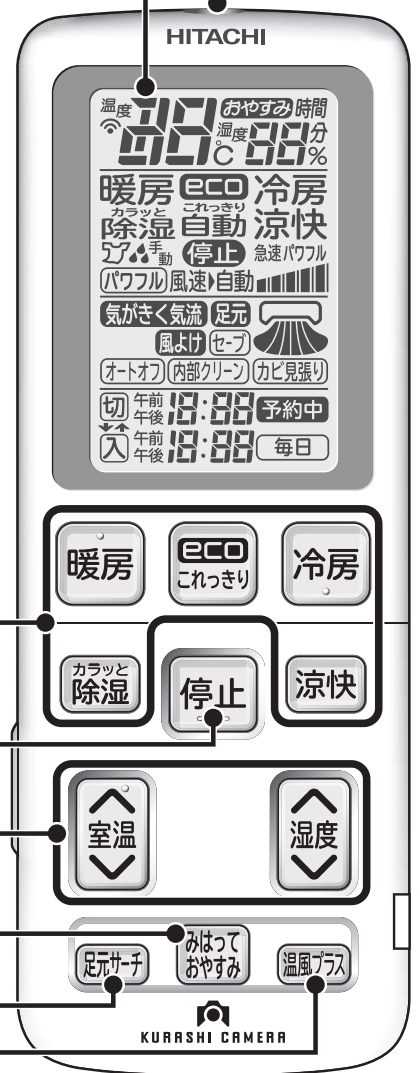 HITACHI
温度 88 おやすみ 時間
℃ 湿度 88 分 %
暖房 eco 冷房
カラッと これっきり
除湿 自動 涼快
手動 停止 急速パワフル
パワフル 風速 自動
気がきく気流 足元
風よけ セーブ
オートオフ 内部クリーン カビ見張り
切 午前 午後 18:88 予約中
入 午前 午後 18:88 毎日
暖房 eco これっきり 冷房
カラッと
除湿 停止 涼快
室温 湿度
足元サーチ みはって おやすみ 温風プラス
KURASHI CAMERA